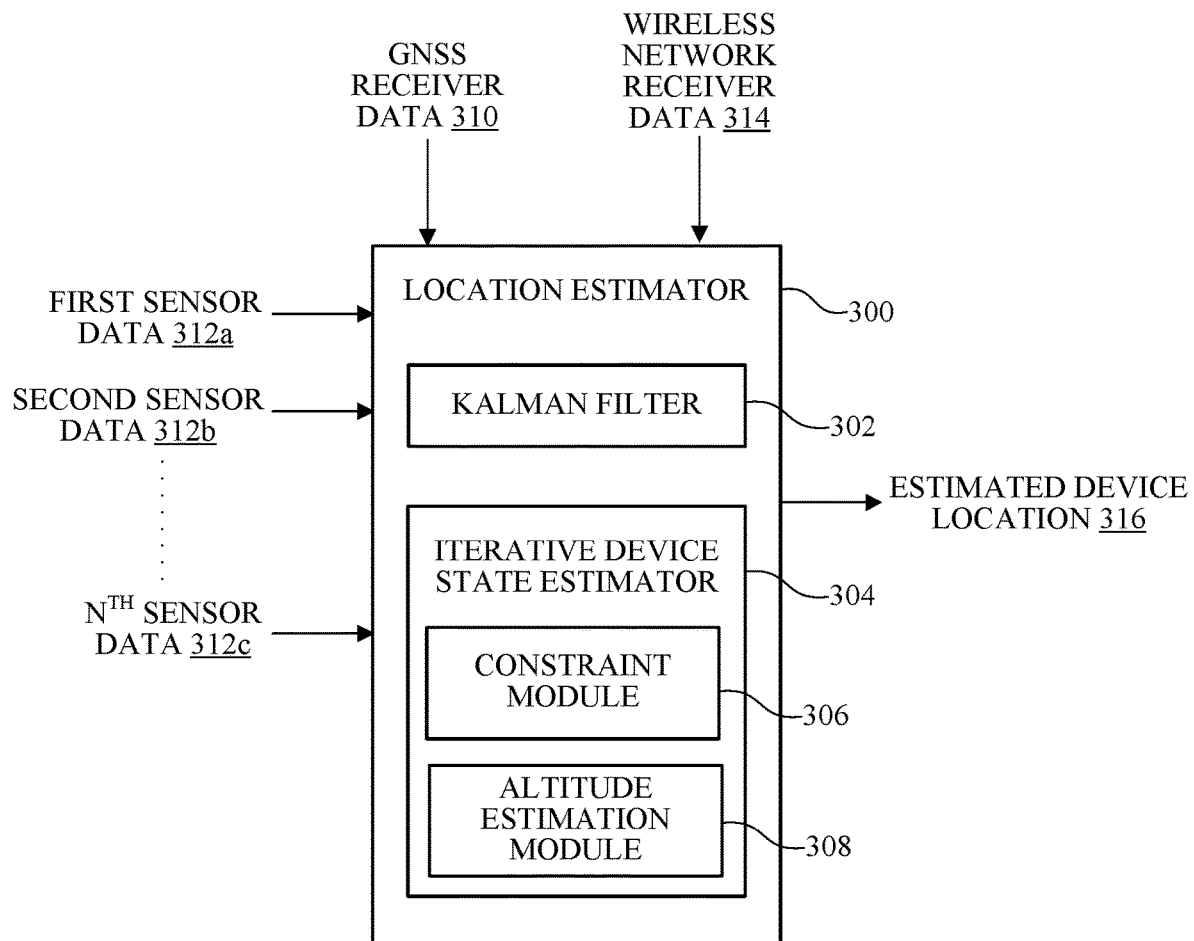 GNSS
RECEIVER
DATA 310
WIRELESS
NETWORK
RECEIVER
DATA 314
FIRST SENSOR
DATA 312a
SECOND SENSOR
DATA 312b
NTH SENSOR
DATA 312c
LOCATION ESTIMATOR
300
KALMAN FILTER
302
ITERATIVE DEVICE
STATE ESTIMATOR
304
CONSTRAINT
MODULE
306
ALTITUDE
ESTIMATION
MODULE
308
ESTIMATED DEVICE
LOCATION 316